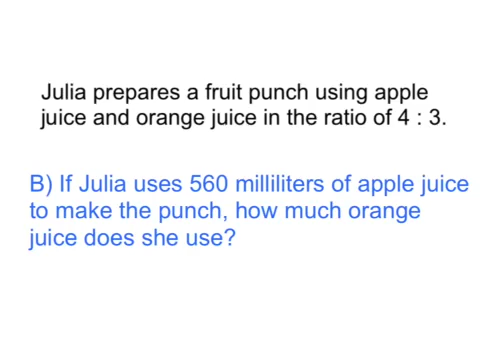 Julia prepares a fruit punch using apple
juice and orange juice in the ratio of 4 : 3.
B) If Julia uses 560 milliliters of apple juice
to make the punch, how much orange
juice does she use?